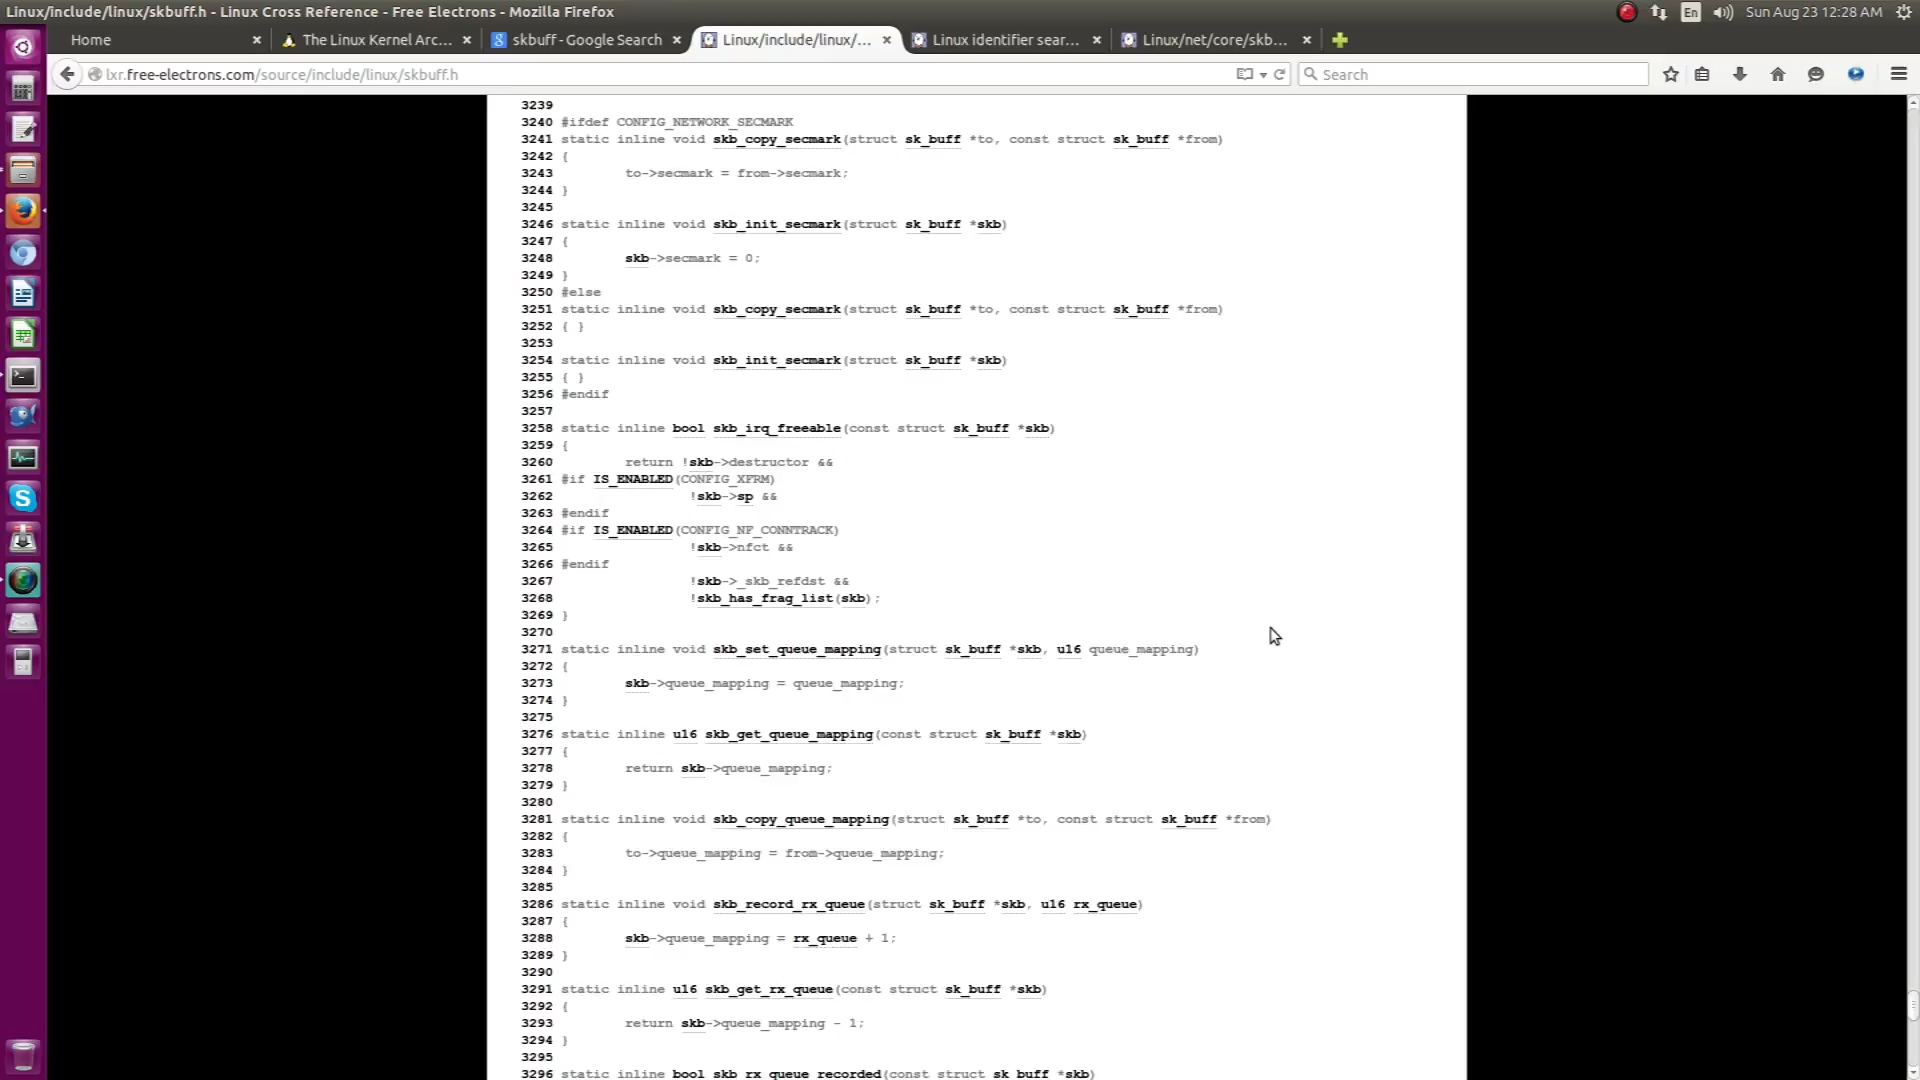 Linux/include/linux/skbuff.h - Linux Cross Reference - Free Electrons - Mozilla Firefox
En
Sun Aug 23 12:28 AM
Home
The Linux Kernel Arc...
skbuff - Google Search
Linux/include/linux/...
Linux identifier sear...
Linux/net/core/skb...
lxr.free-electrons.com/source/include/linux/skbuff.h
Search
3239
3240 #ifdef CONFIG_NETWORK_SECMARK
3241 static inline void skb_copy_secmark(struct sk_buff *to, const struct sk_buff *from)
3242 {
3243         to->secmark = from->secmark;
3244 }
3245
3246 static inline void skb_init_secmark(struct sk_buff *skb)
3247 {
3248         skb->secmark = 0;
3249 }
3250 #else
3251 static inline void skb_copy_secmark(struct sk_buff *to, const struct sk_buff *from)
3252 { }
3253
3254 static inline void skb_init_secmark(struct sk_buff *skb)
3255 { }
3256 #endif
3257
3258 static inline bool skb_irq_freeable(const struct sk_buff *skb)
3259 {
3260         return !skb->destructor &&
3261 #if IS_ENABLED(CONFIG_XFRM)
3262                 !skb->sp &&
3263 #endif
3264 #if IS_ENABLED(CONFIG_NF_CONNTRACK)
3265                 !skb->nfct &&
3266 #endif
3267                 !skb->_skb_refdst &&
3268                 !skb_has_frag_list(skb);
3269 }
3270
3271 static inline void skb_set_queue_mapping(struct sk_buff *skb, u16 queue_mapping)
3272 {
3273         skb->queue_mapping = queue_mapping;
3274 }
3275
3276 static inline u16 skb_get_queue_mapping(const struct sk_buff *skb)
3277 {
3278         return skb->queue_mapping;
3279 }
3280
3281 static inline void skb_copy_queue_mapping(struct sk_buff *to, const struct sk_buff *from)
3282 {
3283         to->queue_mapping = from->queue_mapping;
3284 }
3285
3286 static inline void skb_record_rx_queue(struct sk_buff *skb, u16 rx_queue)
3287 {
3288         skb->queue_mapping = rx_queue + 1;
3289 }
3290
3291 static inline u16 skb_get_rx_queue(const struct sk_buff *skb)
3292 {
3293         return skb->queue_mapping - 1;
3294 }
3295
3296 static inline bool skb_rx_queue_recorded(const struct sk_buff *skb)